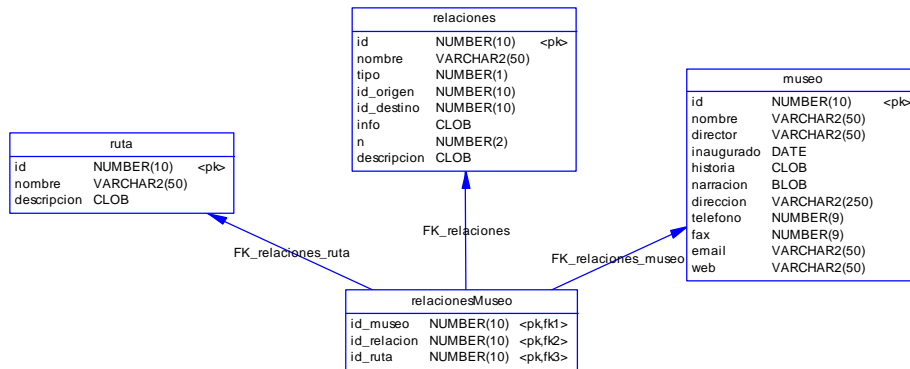 relaciones
id NUMBER(10) <pk>
nombre VARCHAR2(50)
tipo NUMBER(1)
id_origen NUMBER(10)
id_destino NUMBER(10)
info CLOB
n NUMBER(2)
descripcion CLOB
museo
id NUMBER(10) <pk>
nombre VARCHAR2(50)
director VARCHAR2(50)
inaugurado DATE
historia CLOB
narracion BLOB
direccion VARCHAR2(250)
telefono NUMBER(9)
fax NUMBER(9)
email VARCHAR2(50)
web VARCHAR2(50)
ruta
id NUMBER(10) <pk>
nombre VARCHAR2(50)
descripcion CLOB
FK_relaciones
FK_relaciones_ruta
FK_relaciones_museo
relacionesMuseo
id_museo NUMBER(10) <pk,fk1>
id_relacion NUMBER(10) <pk,fk2>
id_ruta NUMBER(10) <pk,fk3>